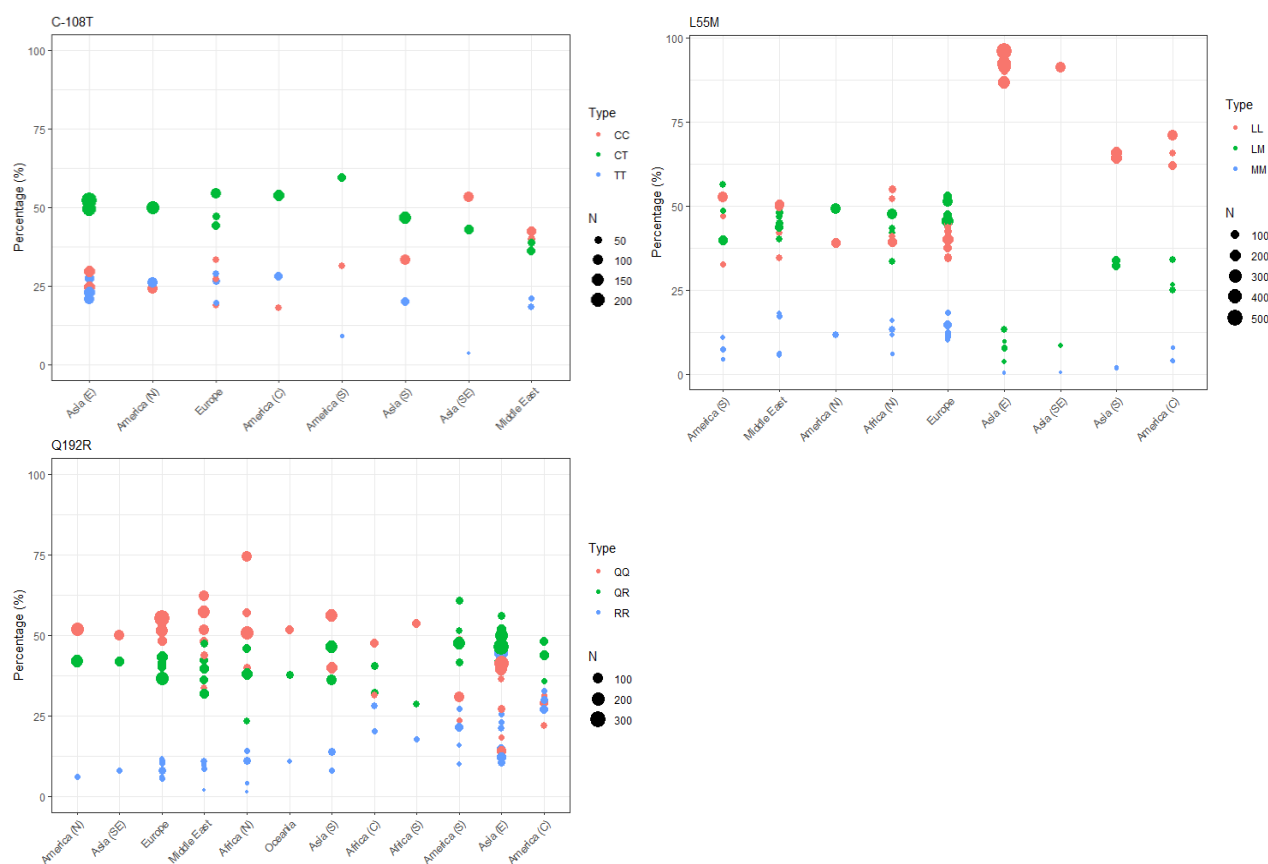 C-108T
Percentage (%)
100
75
50
25
0
Asia (E)
America (N)
Europe
America (C)
America (S)
Asia (S)
Asia (SE)
Middle East
Type
CC
CT
TT
N
50
100
150
200
L55M
Percentage (%)
100
75
50
25
0
America (S)
Middle East
America (N)
Africa (N)
Europe
Asia (E)
Asia (SE)
Asia (S)
America (C)
Type
LL
LM
MM
N
100
200
300
400
500
Q192R
Percentage (%)
100
75
50
25
0
America (N)
Asia (SE)
Europe
Middle East
Africa (N)
Oceania
Asia (S)
Africa (C)
Africa (S)
America (S)
Asia (E)
America (C)
Type
QQ
QR
RR
N
100
200
300